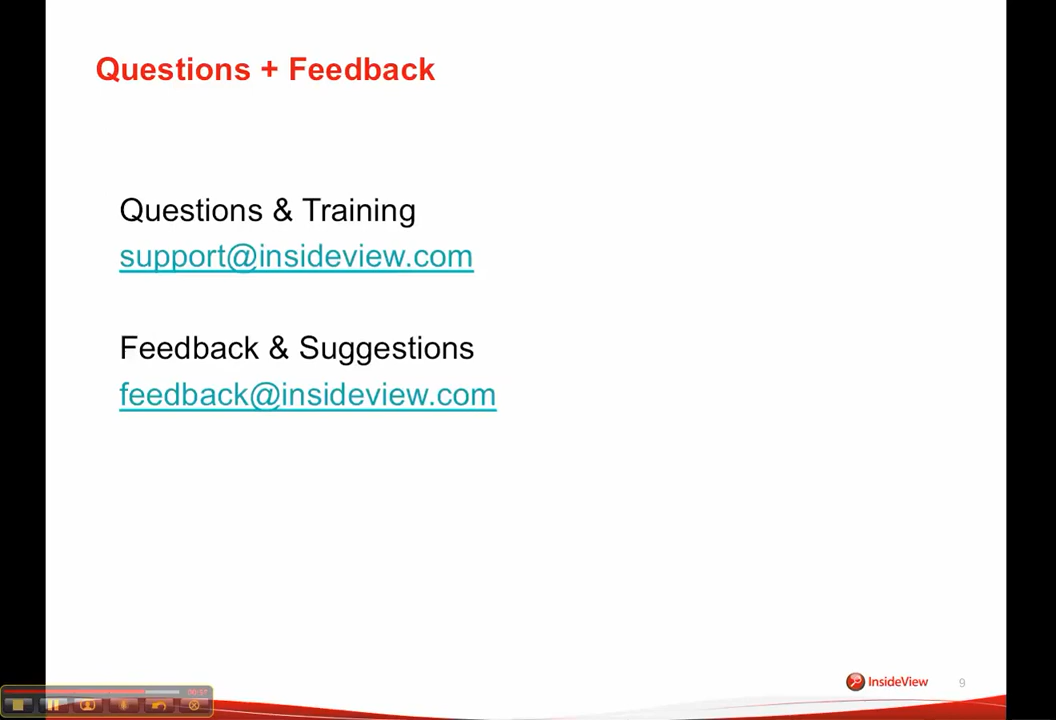 Questions + Feedback
Questions & Training
support@insideview.com
Feedback & Suggestions
feedback@insideview.com
InsideView
9